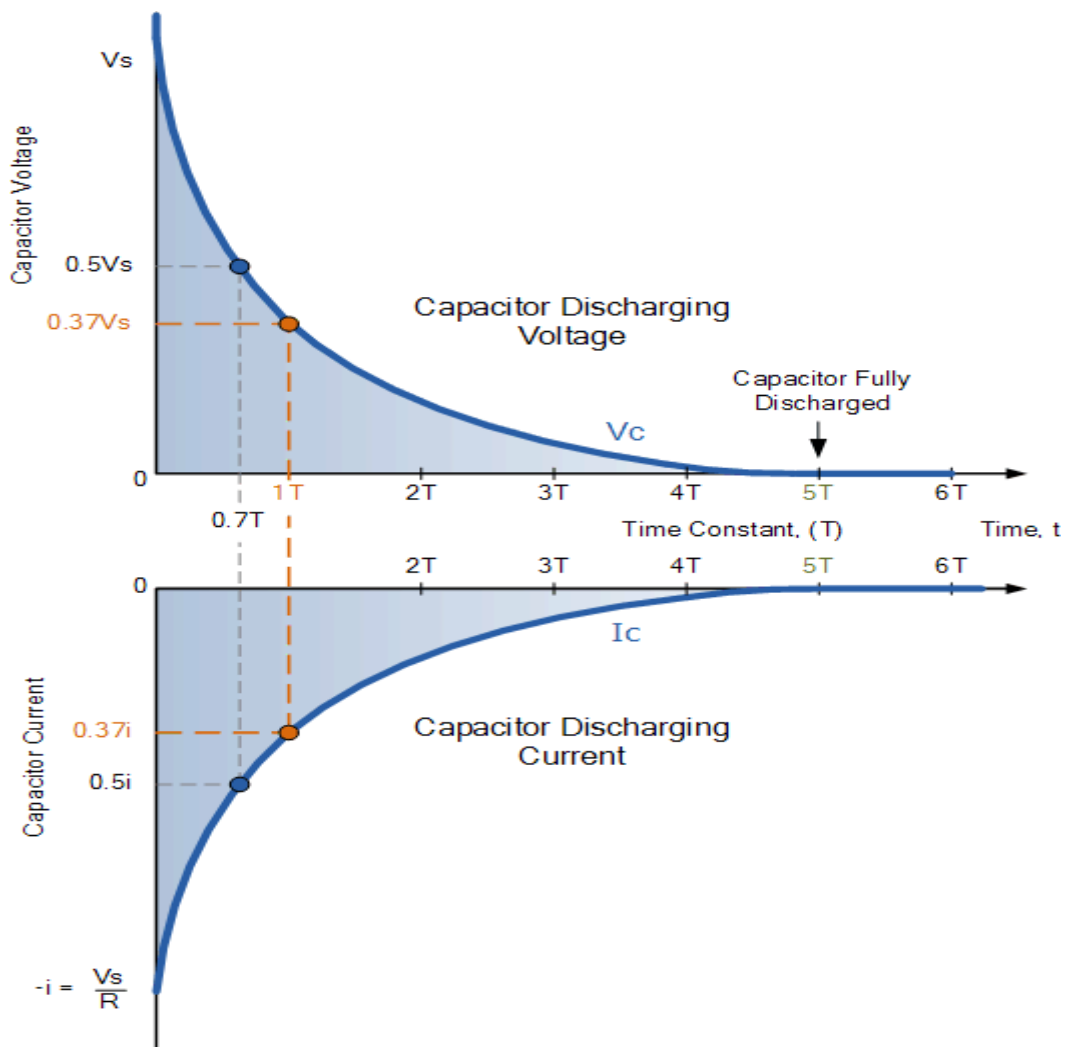 Vs
Capacitor Voltage
0.5Vs
0.37Vs
Capacitor Discharging
Voltage
Capacitor Fully
Discharged
Vc
0
1T
2T
3T
4T
5T
6T
0.7T
Time Constant, (T)
Time, t
2T
3T
4T
5T
6T
0
Ic
Capacitor Current
0.37i
0.5i
Capacitor Discharging
Current
-i = Vs
R